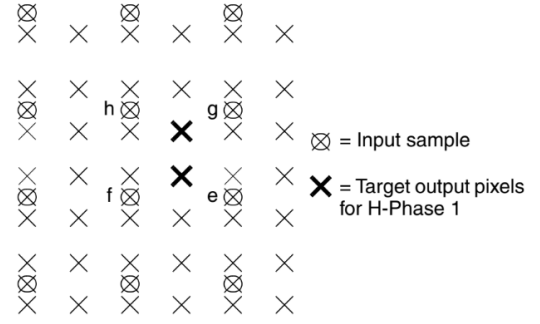 h
g
= Input sample
f
e
= Target output pixels
for H-Phase 1